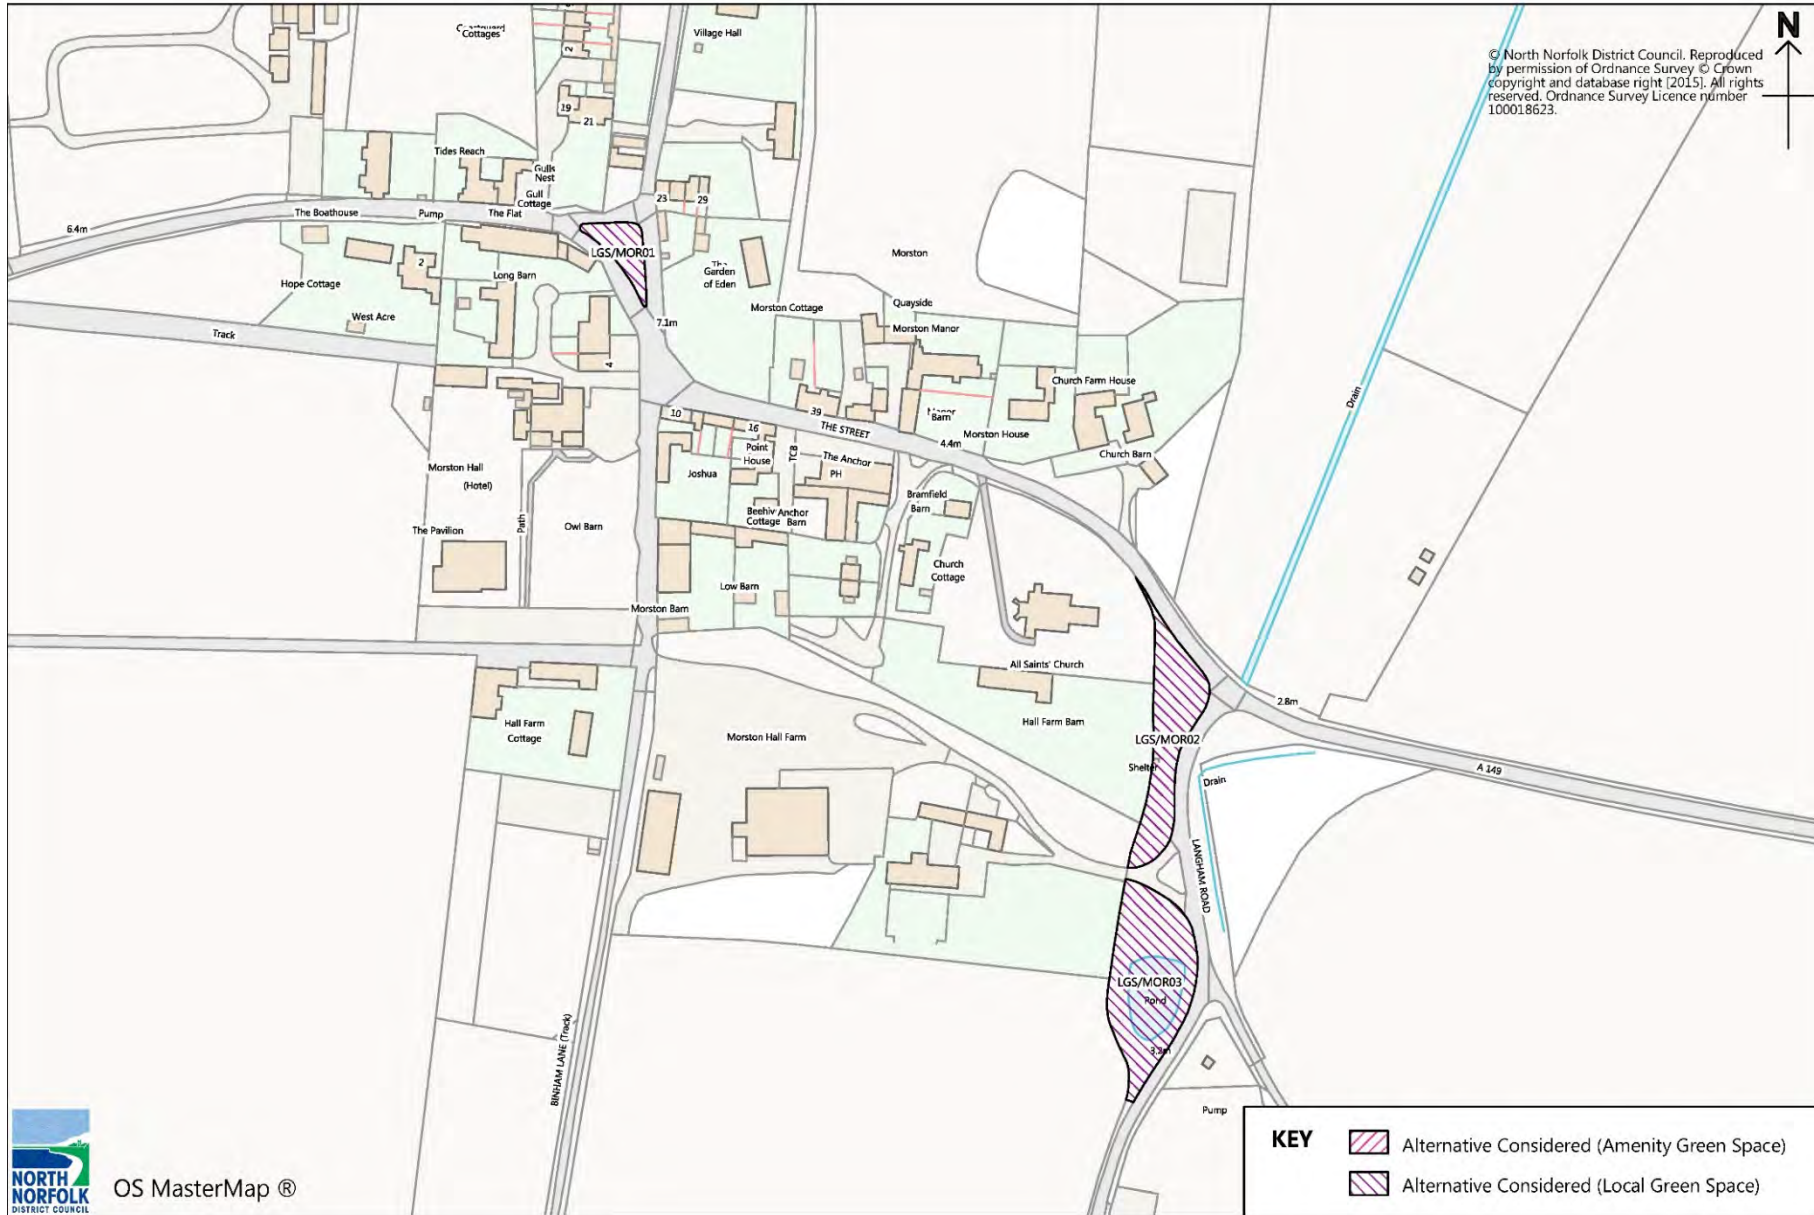 Cottages
2
Village Hall
N
© North Norfolk District Council. Reproduced
by permission of Ordnance Survey © Crown
copyright and database right [2015]. All rights
reserved. Ordnance Survey Licence number
100018623.
19
21
Tides Reach
Gulls
Nest
Gull
Cottage
23
29
The Boathouse
Pump
The Flat
6.4m
LGS/MOR01
2
Long Barn
Hope Cottage
The
Garden
of Eden
Morston
West Acre
Morston Cottage
Quayside
7.1m
Morston Manor
Track
4
Church Farm House
Drain
10
16
39
Manor
Barn
THE STREET
Morston House
4.4m
Point
House
TCB
The Anchor
PH
Church Barn
Morston Hall
(Hotel)
Joshua
Bramfield
Barn
Beehive
Cottage
Anchor
Barn
The Pavilion
Path
Owl Barn
Church
Cottage
Low Barn
Morston Barn
All Saints' Church
2.8m
Hall Farm
Cottage
Morston Hall Farm
Hall Farm Barn
LGS/MOR02
Shelter
Drain
A 149
LANGHAM ROAD
LGS/MOR03
Pond
3.2m
BINHAM LANE (Track)
Pump
KEY
Alternative Considered (Amenity Green Space)
Alternative Considered (Local Green Space)
NORTH
NORFOLK
DISTRICT COUNCIL
OS MasterMap ®